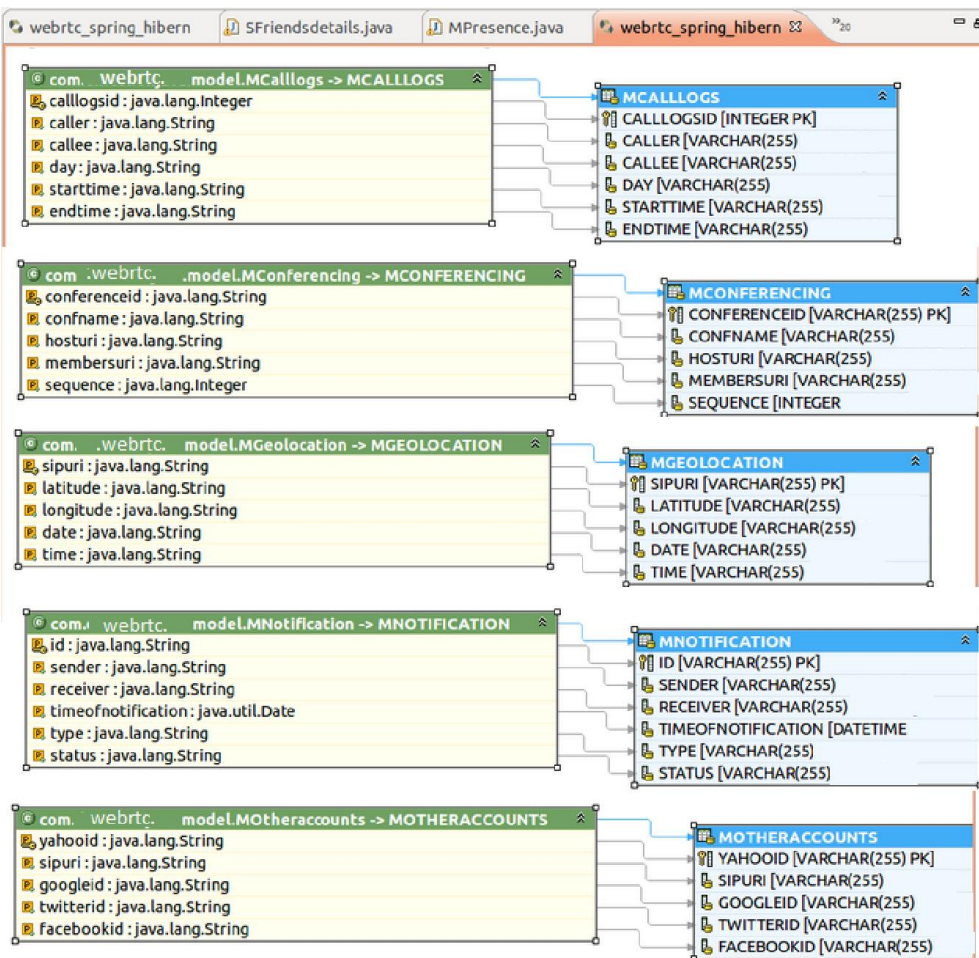 webrtc_spring_hibern SFriendsdetails.java MPresence.java webrtc_spring_hibern »20
com. webrtc. model.MCalllogs -> MCALLLOGS
calllogsid : java.lang.Integer
caller : java.lang.String
callee : java.lang.String
day : java.lang.String
starttime : java.lang.String
endtime : java.lang.String
MCALLLOGS
CALLLOGSID [INTEGER PK]
CALLER [VARCHAR(255)
CALLEE [VARCHAR(255)
DAY [VARCHAR(255)
STARTTIME [VARCHAR(255)
ENDTIME [VARCHAR(255)
com .webrtc. .model.MConferencing -> MCONFERENCING
conferenceid : java.lang.String
confname : java.lang.String
hosturi : java.lang.String
membersuri : java.lang.String
sequence : java.lang.Integer
MCONFERENCING
CONFERENCEID [VARCHAR(255) PK]
CONFNAME [VARCHAR(255)
HOSTURI [VARCHAR(255)
MEMBERSURI [VARCHAR(255)
SEQUENCE [INTEGER
com. .webrtc. model.MGeolocation -> MGEOLOCATION
sipuri : java.lang.String
latitude : java.lang.String
longitude : java.lang.String
date : java.lang.String
time : java.lang.String
MGEOLOCATION
SIPURI [VARCHAR(255) PK]
LATITUDE [VARCHAR(255)
LONGITUDE [VARCHAR(255)
DATE [VARCHAR(255)
TIME [VARCHAR(255)
com. webrtc. model.MNotification -> MNOTIFICATION
id : java.lang.String
sender : java.lang.String
receiver : java.lang.String
timeofnotification : java.util.Date
type : java.lang.String
status : java.lang.String
MNOTIFICATION
ID [VARCHAR(255) PK]
SENDER [VARCHAR(255)
RECEIVER [VARCHAR(255)
TIMEOFNOTIFICATION [DATETIME
TYPE [VARCHAR(255)
STATUS [VARCHAR(255)
com. webrtc. model.MOtheraccounts -> MOTHERACCOUNTS
yahooid : java.lang.String
sipuri : java.lang.String
googleid : java.lang.String
twitterid : java.lang.String
facebookid : java.lang.String
MOTHERACCOUNTS
YAHOOID [VARCHAR(255) PK]
SIPURI [VARCHAR(255)
GOOGLEID [VARCHAR(255)
TWITTERID [VARCHAR(255)
FACEBOOKID [VARCHAR(255)